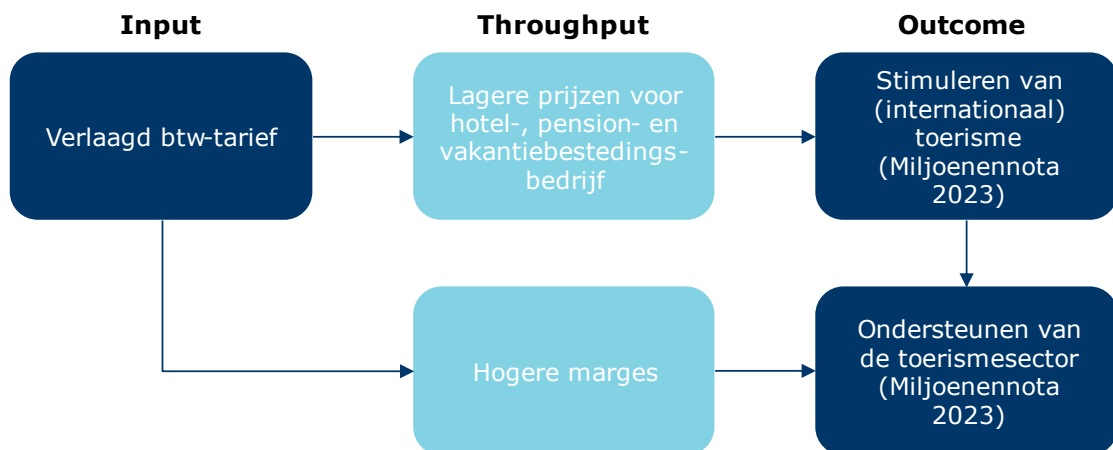 Input
Throughput
Outcome
Verlaagd btw-tarief
Lagere prijzen voor
hotel-, pension- en
vakantiebestedings-
bedrijf
Stimuleren van
(internationaal)
toerisme
(Miljoenennota
2023)
Hogere marges
Ondersteunen van
de toerismesector
(Miljoenennota
2023)